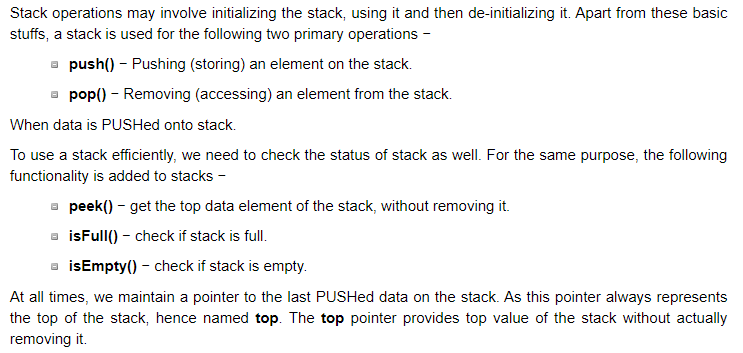 Stack operations may involve initializing the stack, using it and then de-initializing it. Apart from these basic
stuffs, a stack is used for the following two primary operations −
push() − Pushing (storing) an element on the stack.
pop() − Removing (accessing) an element from the stack.
When data is PUSHed onto stack.
To use a stack efficiently, we need to check the status of stack as well. For the same purpose, the following
functionality is added to stacks −
peek() − get the top data element of the stack, without removing it.
isFull() − check if stack is full.
isEmpty() − check if stack is empty.
At all times, we maintain a pointer to the last PUSHed data on the stack. As this pointer always represents
the top of the stack, hence named top. The top pointer provides top value of the stack without actually
removing it.